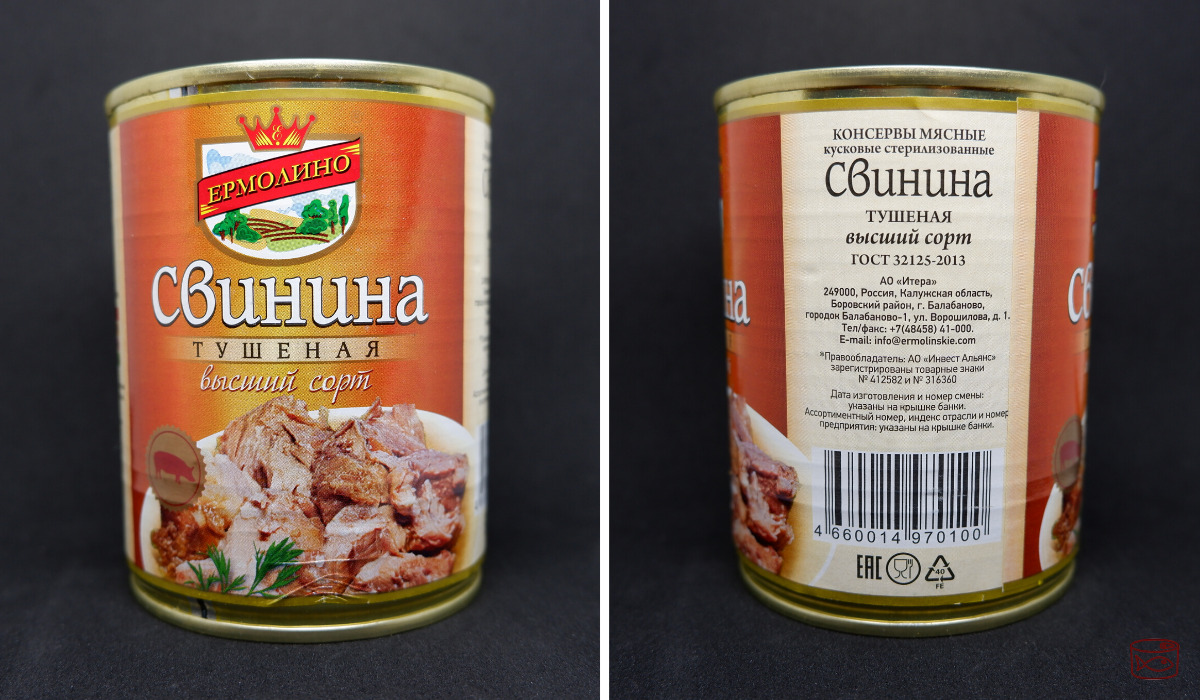 ЕРМОЛИНО
Свинина
ТУШЕНАЯ
высший сорт
КОНСЕРВЫ МЯСНЫЕ
кусковые стерилизованные
Свинина
ТУШЕНАЯ
высший сорт
ГОСТ 32125-2013
АО «Итера»
249000, Россия, Калужская область,
Боровский район, г. Балабаново,
городок Балабаново-1, ул. Ворошилова, д. 1.
Тел/факс: +7(48458) 41-000.
E-mail: info@ermolinskie.com
*Правообладатель: АО «Инвест Альянс»
зарегистрированы товарные знаки
№ 412582 и № 316360
Дата изготовления и номер смены:
указаны на крышке банки.
Ассортиментный номер, индекс отрасли и номер
предприятия: указаны на крышке банки.
4 660014 970100
ЕАС
40
FE